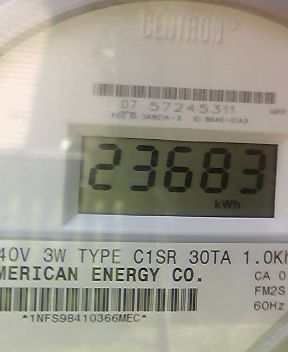 CENTRON®
07 57245311
23683
kWh
40V 3W TYPE C1SR 30TA 1.0Kh
MERICAN ENERGY CO.
CA 0
FM2S
60Hz
*1NFS98410366MEC*